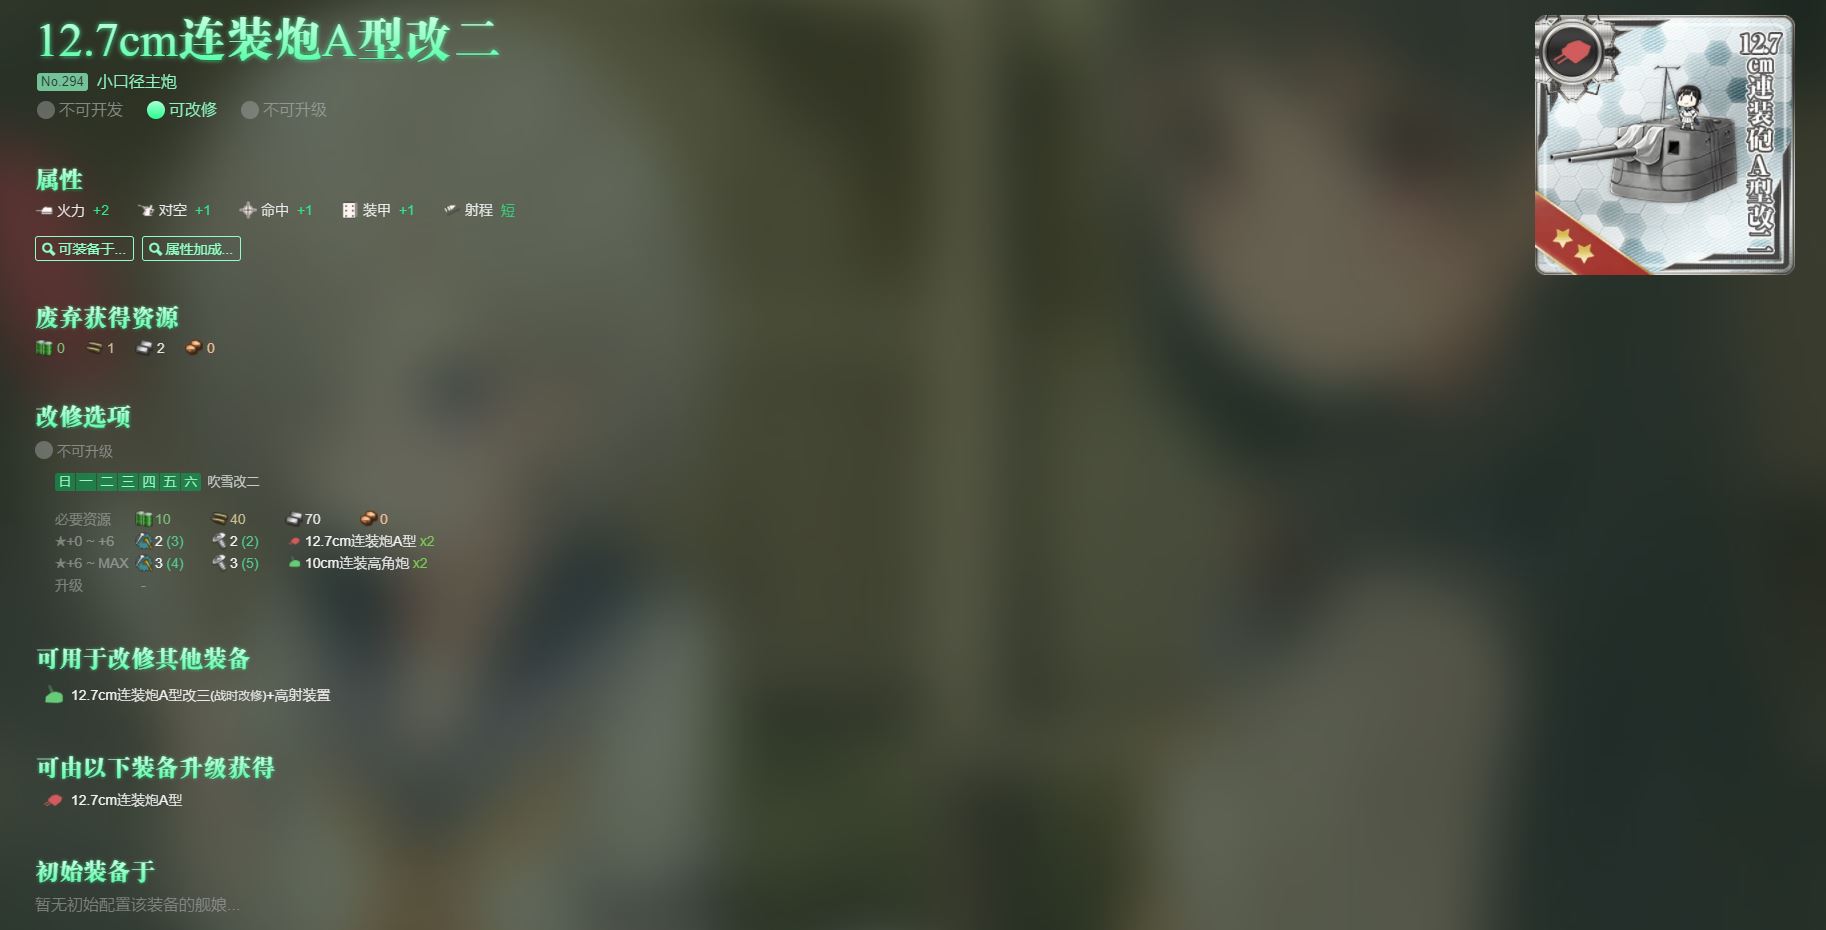 12.7cm连装炮A型改二
No.294 小口径主炮
不可开发 可改修 不可升级
属性
火力 +2 对空 +1 命中 +1 装甲 +1 射程 短
可装备于... 属性加成...
废弃获得资源
0 1 2 0
改修选项
不可升级
日 一 二 三 四 五 六 吹雪改二
必要资源 10 40 70 0
★+0 ~ +6 2 (3) 2 (2) 12.7cm连装炮A型 x2
★+6 ~ MAX 3 (4) 3 (5) 10cm连装高角炮 x2
升级 -
可用于改修其他装备
12.7cm连装炮A型改三(战时改修)+高射装置
可由以下装备升级获得
12.7cm连装炮A型
初始装备于
暂无初始配置该装备的舰娘...
12.7cm連装砲A型改二